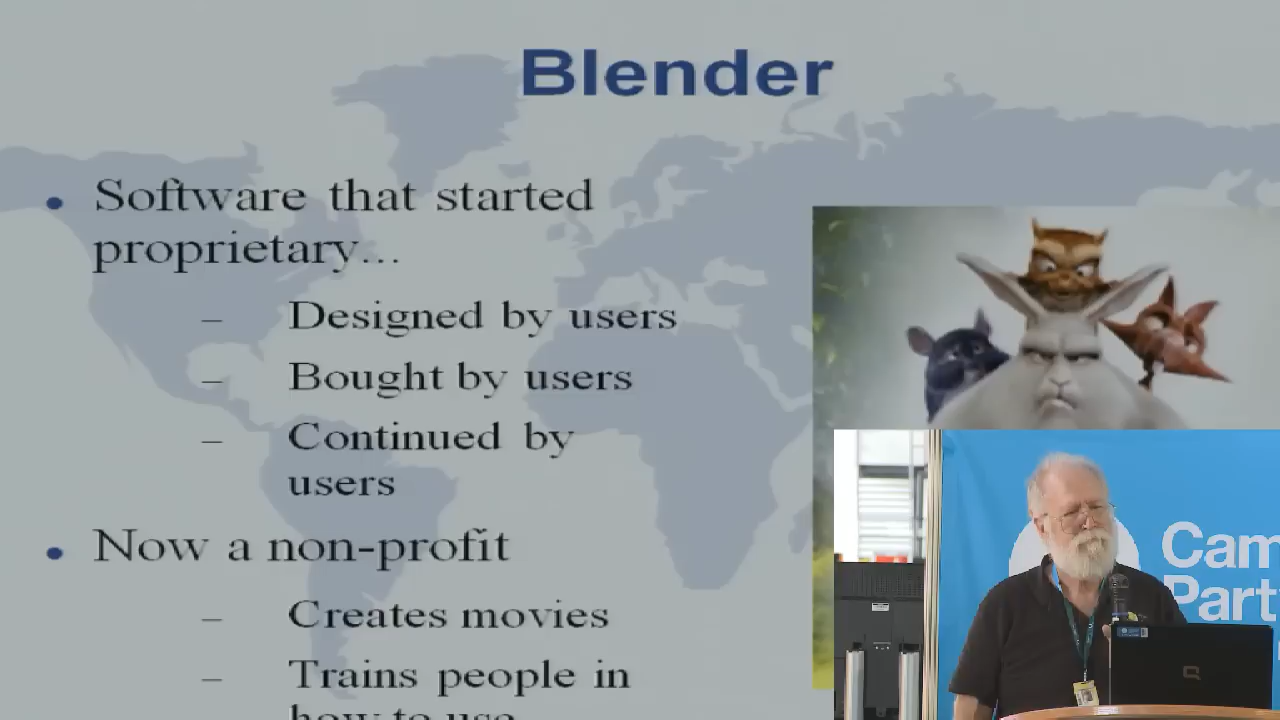 Blender
• Software that started
proprietary...
– Designed by users
– Bought by users
– Continued by
users
• Now a non-profit
– Creates movies
– Trains people in
how to use
Cam
Part